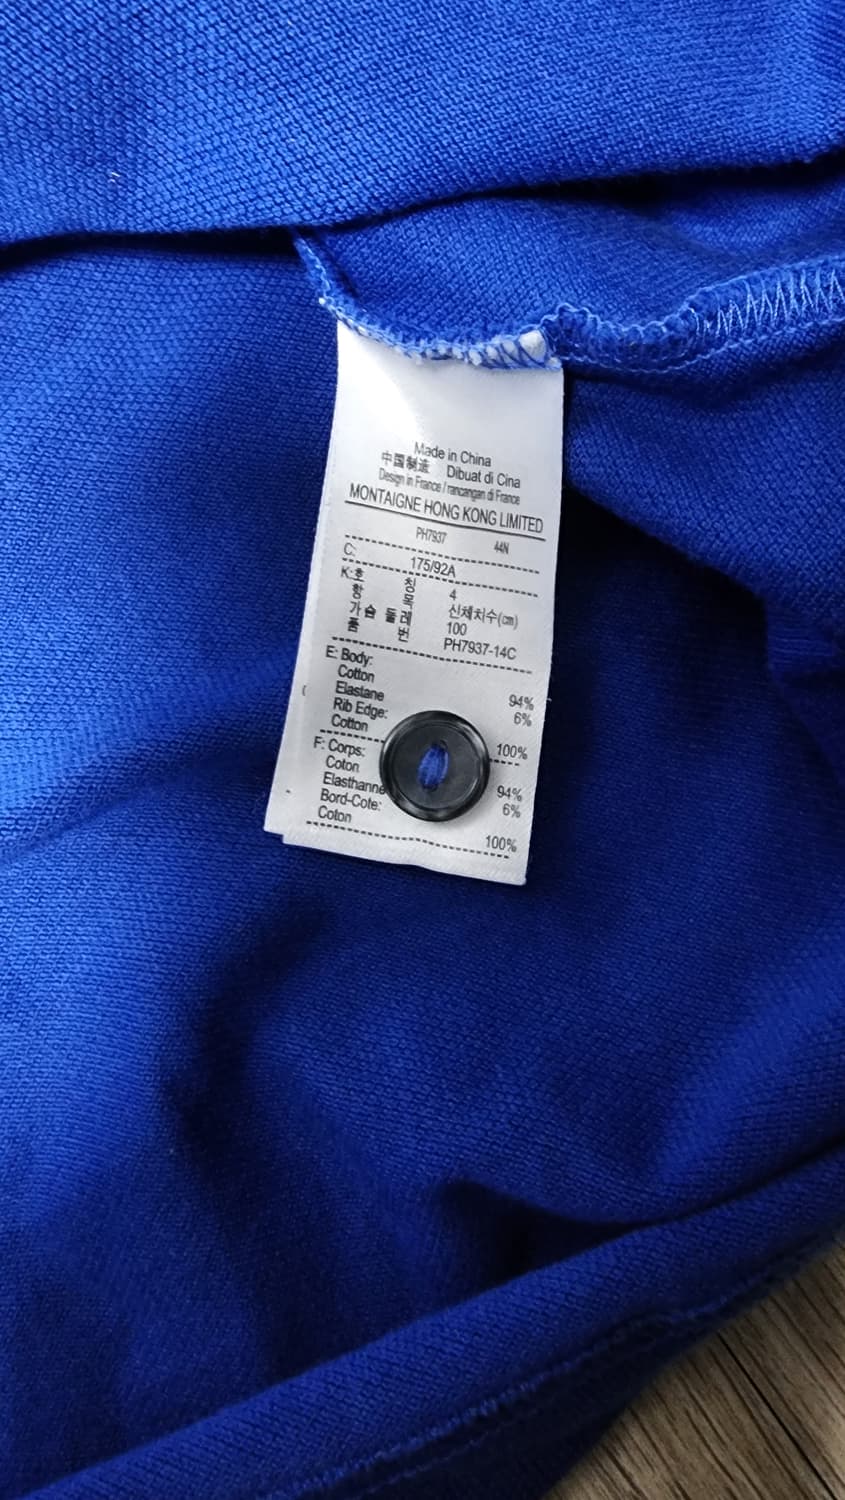 Made in China
中国制造 Dibuat di Cina
Design in France / rancangan di France
MONTAIGNE HONG KONG LIMITED
PH7937 44N
C: 175/92A
K:호 칭 4
항 목 신체치수(cm)
가슴 둘레 100
품 번 PH7937-14C
E: Body:
Cotton 94%
Elastane 6%
Rib Edge:
Cotton 100%
F: Corps:
Coton 94%
Elasthanne 6%
Bord-Cote:
Coton 100%